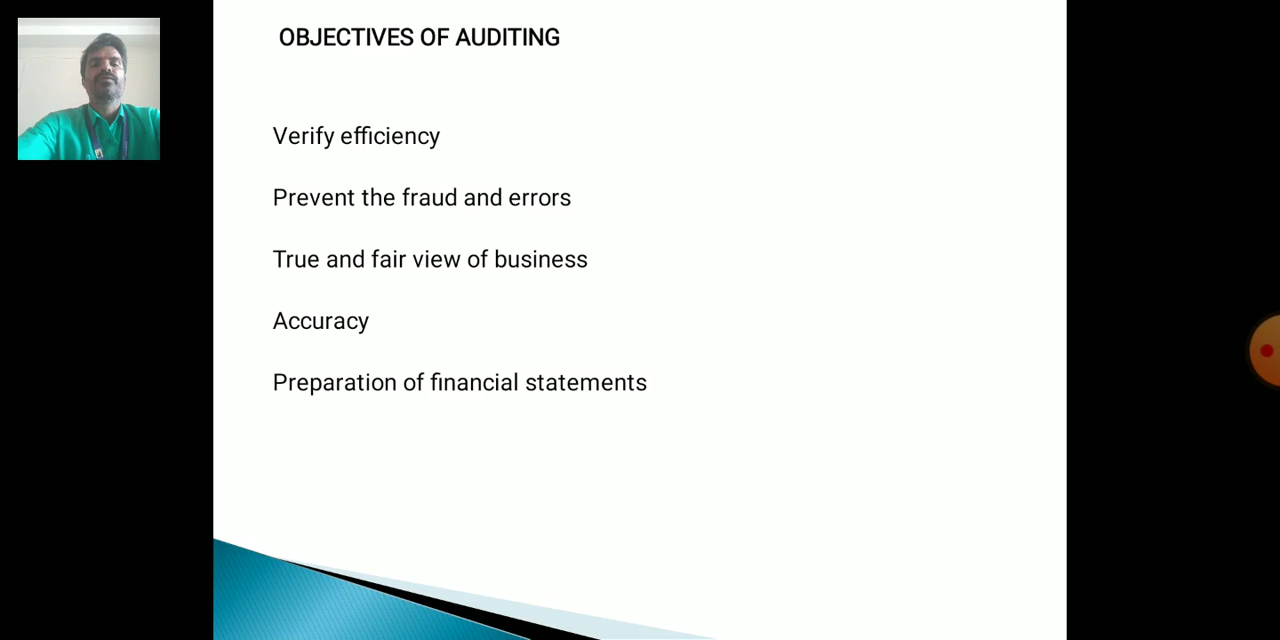 OBJECTIVES OF AUDITING
Verify efficiency
Prevent the fraud and errors
True and fair view of business
Accuracy
Preparation of financial statements